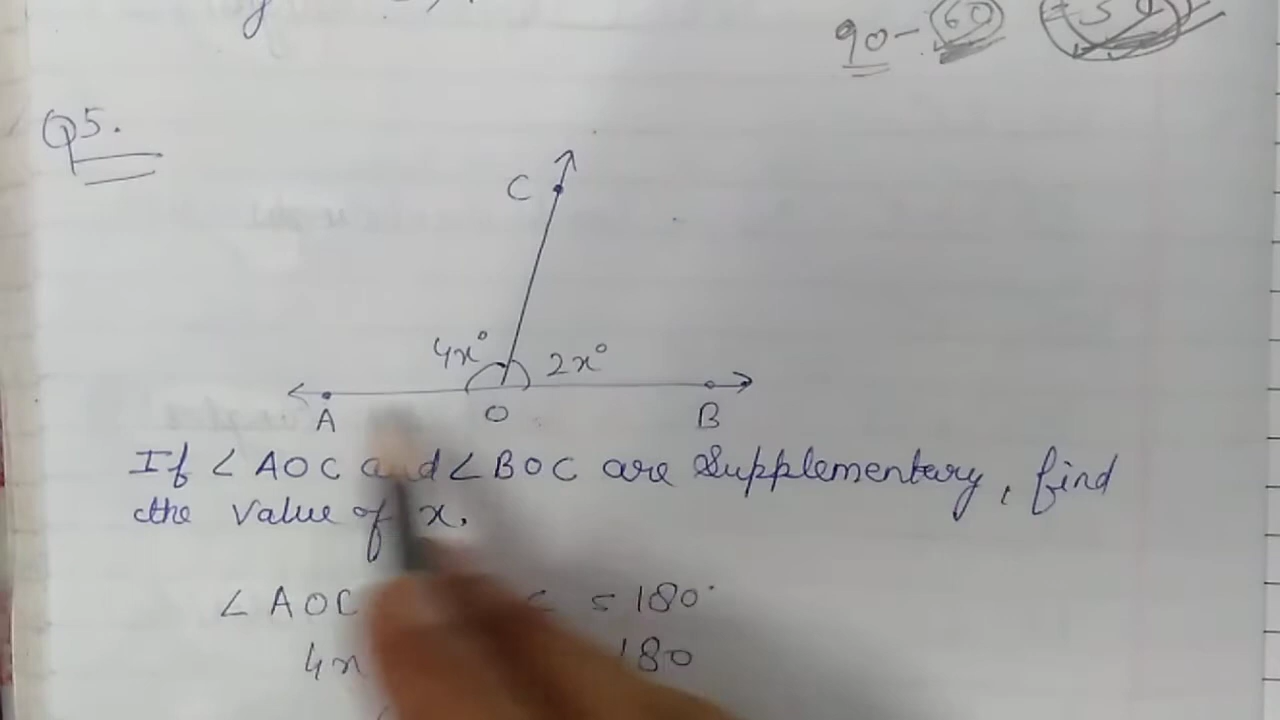 90 - 60
Q5.
C
4x° 2x°
A O B
If ∠AOC and ∠BOC are Supplementary, find
the value of x.
∠AOC = 180°
4x 180